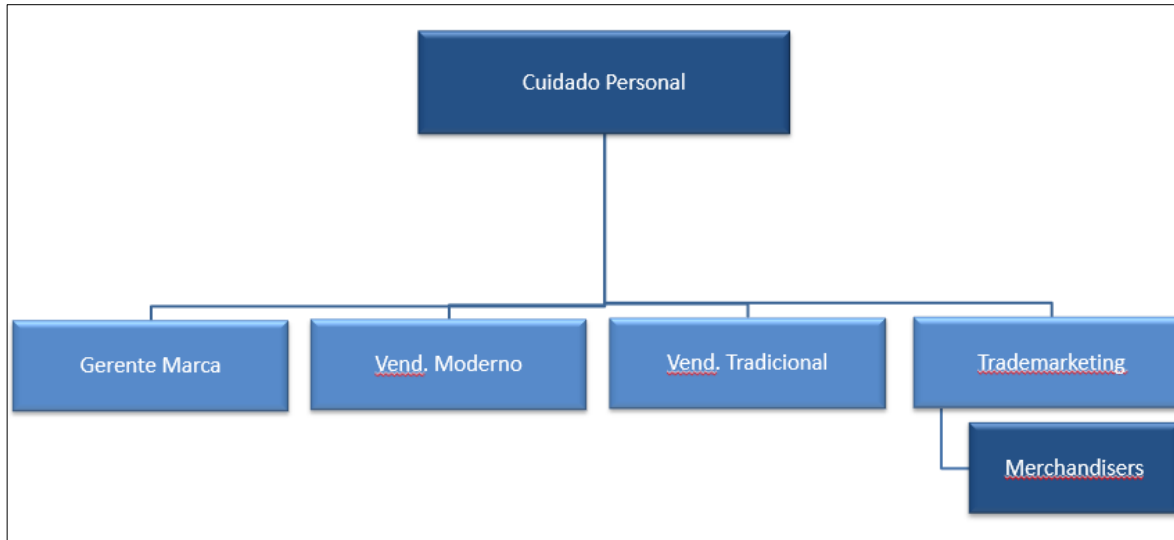 Cuidado Personal
Gerente Marca
Vend. Moderno
Vend. Tradicional
Trademarketing
Merchandisers